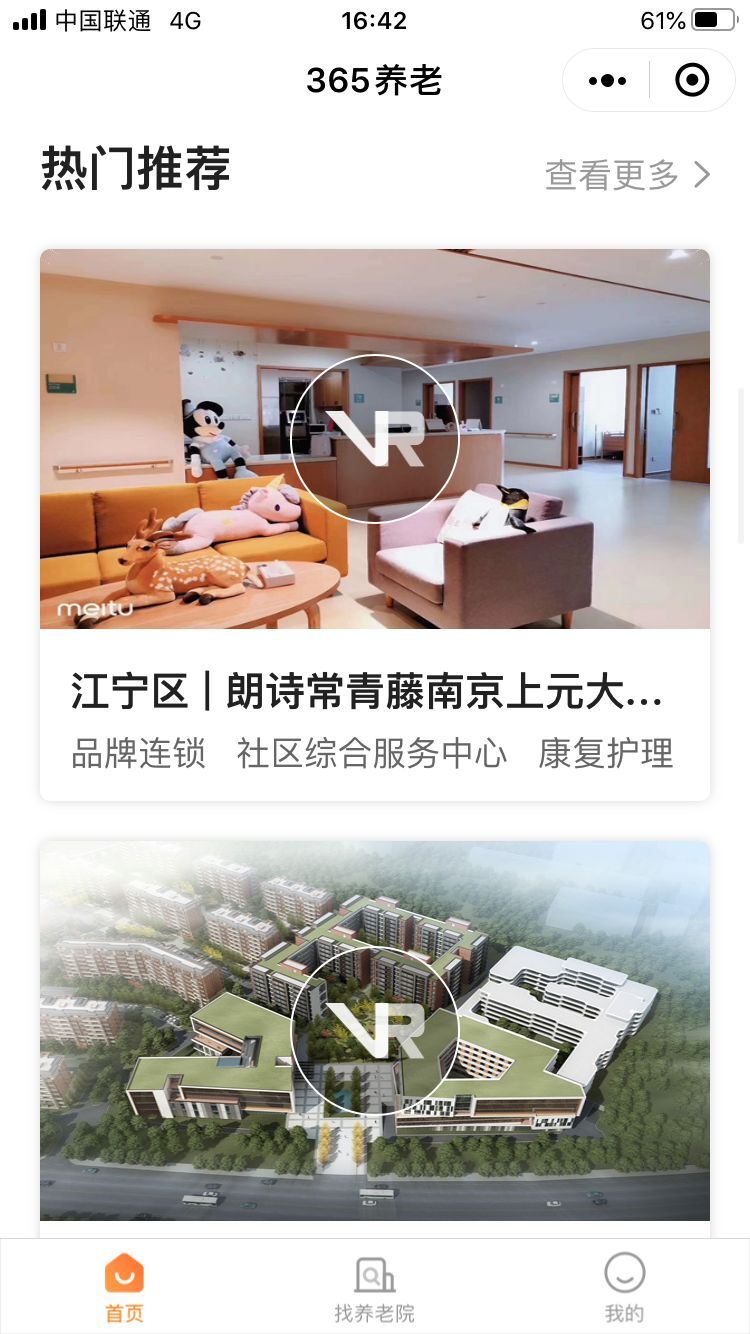 中国联通 4G 16:42 61%
365养老
热门推荐 查看更多
VR
meitu
江宁区 | 朗诗常青藤南京上元大...
品牌连锁 社区综合服务中心 康复护理
VR
首页 找养老院 我的